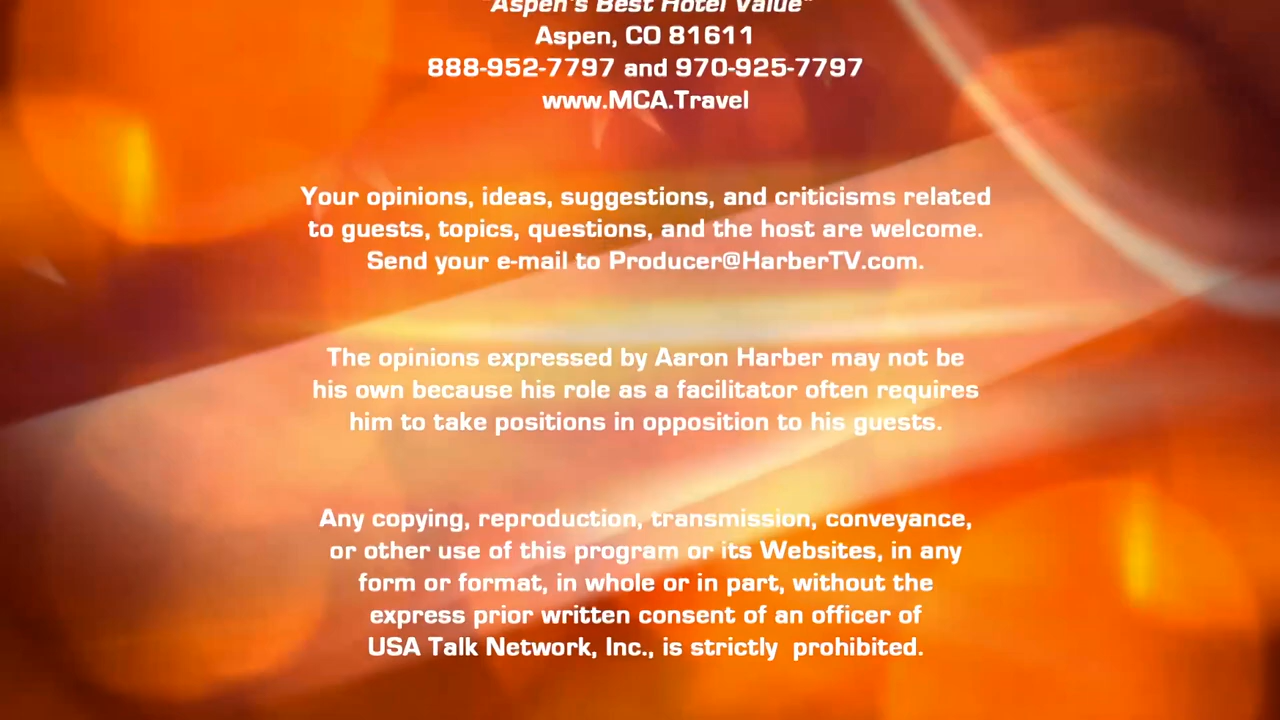 "Aspen's Best Hotel Value"
Aspen, CO 81611
888-952-7797 and 970-925-7797
www.MCA.Travel
Your opinions, ideas, suggestions, and criticisms related
to guests, topics, questions, and the host are welcome.
Send your e-mail to Producer@HarberTV.com.
The opinions expressed by Aaron Harber may not be
his own because his role as a facilitator often requires
him to take positions in opposition to his guests.
Any copying, reproduction, transmission, conveyance,
or other use of this program or its Websites, in any
form or format, in whole or in part, without the
express prior written consent of an officer of
USA Talk Network, Inc., is strictly  prohibited.